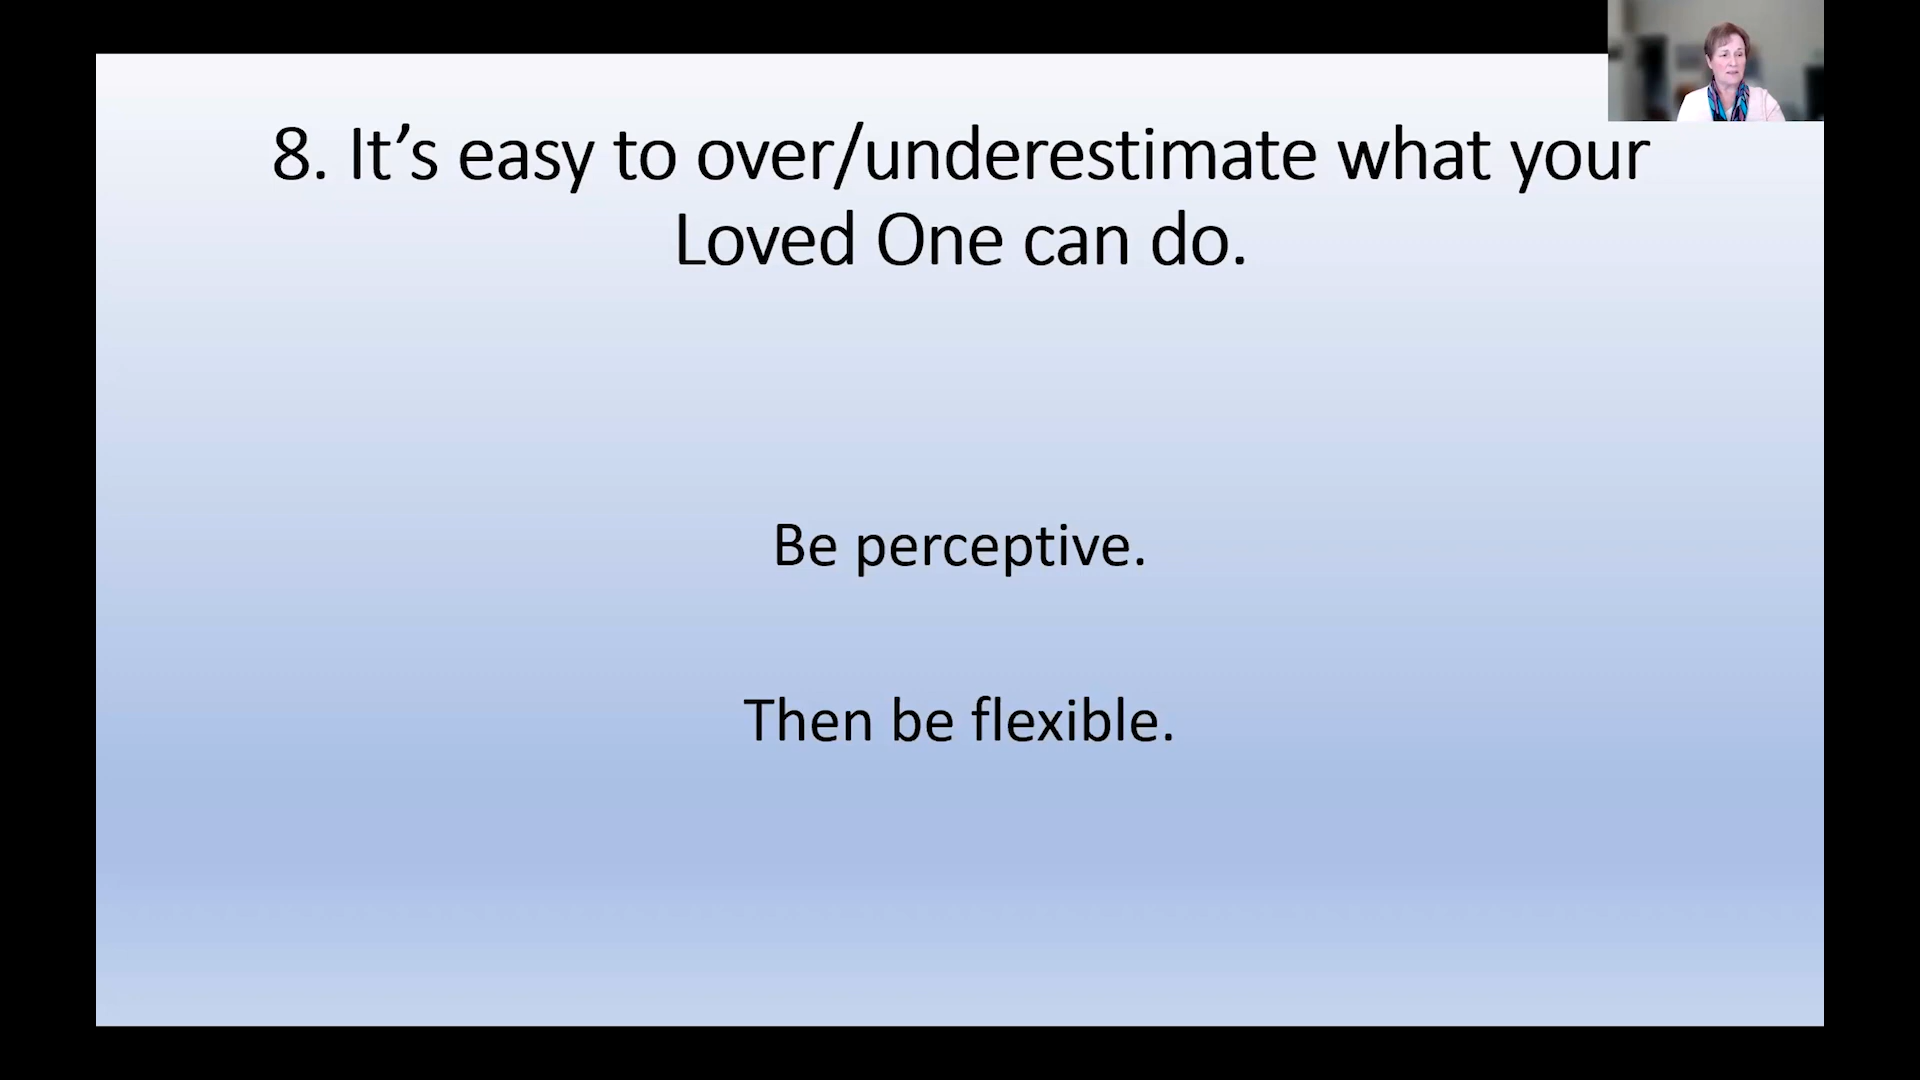 8. It’s easy to over/underestimate what your
Loved One can do.
Be perceptive.
Then be flexible.